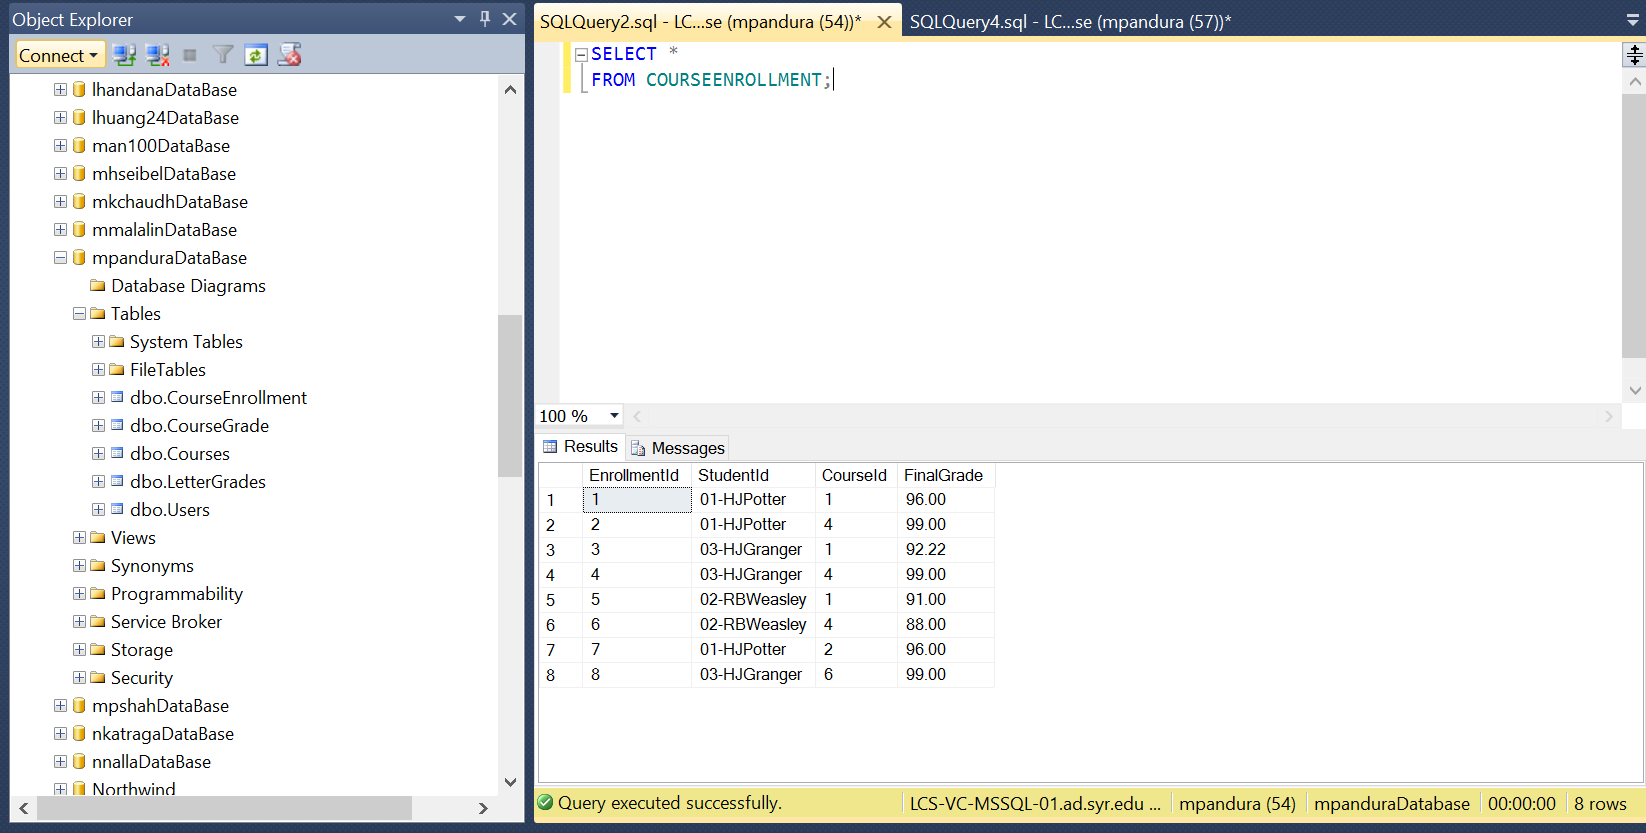 Object Explorer
Connect
lhandanaDataBase
lhuang24DataBase
man100DataBase
mhseibelDataBase
mkchaudhDataBase
mmalalinDataBase
mpanduraDataBase
Database Diagrams
Tables
System Tables
FileTables
dbo.CourseEnrollment
dbo.CourseGrade
dbo.Courses
dbo.LetterGrades
dbo.Users
Views
Synonyms
Programmability
Service Broker
Storage
Security
mpshahDataBase
nkatragaDataBase
nnallaDataBase
Northwind
SQLQuery2.sql - LC...se (mpandura (54))* SQLQuery4.sql - LC...se (mpandura (57))*
SELECT *
FROM COURSEENROLLMENT;
100 %
Results Messages
EnrollmentId StudentId CourseId FinalGrade
1 1 01-HJPotter 1 96.00
2 2 01-HJPotter 4 99.00
3 3 03-HJGranger 1 92.22
4 4 03-HJGranger 4 99.00
5 5 02-RBWeasley 1 91.00
6 6 02-RBWeasley 4 88.00
7 7 01-HJPotter 2 96.00
8 8 03-HJGranger 6 99.00
Query executed successfully. LCS-VC-MSSQL-01.ad.syr.edu ... mpandura (54) mpanduraDatabase 00:00:00 8 rows